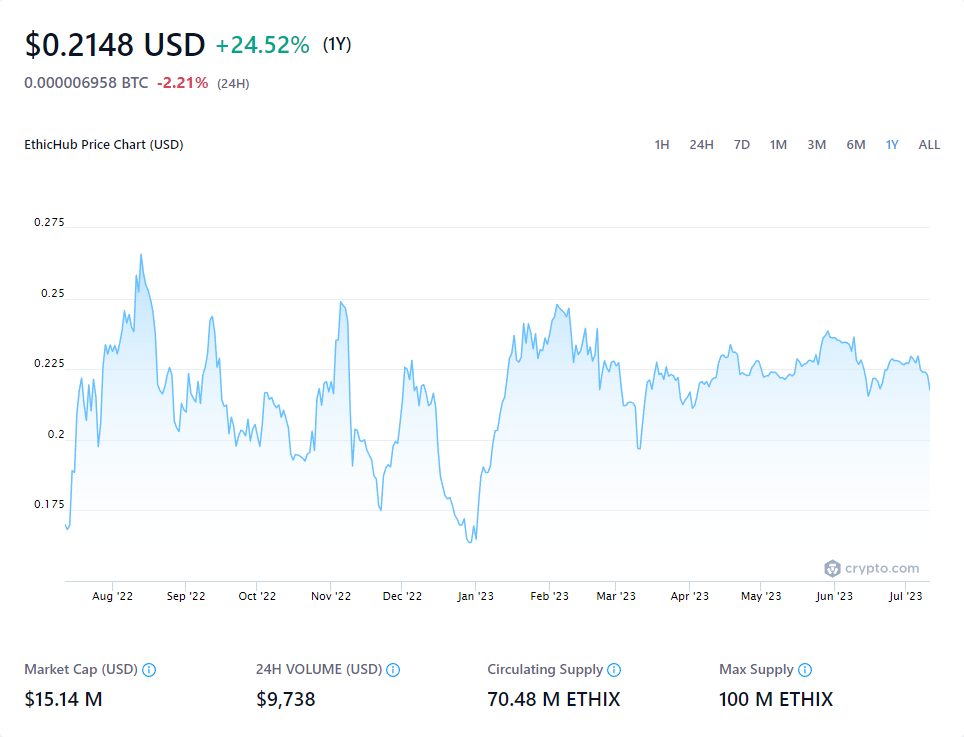 $0.2148 USD +24.52% (1Y)
0.000006958 BTC -2.21% (24H)
EthicHub Price Chart (USD) 1H 24H 7D 1M 3M 6M 1Y ALL
0.275
0.25
0.225
0.2
0.175
crypto.com
Aug '22 Sep '22 Oct '22 Nov '22 Dec '22 Jan '23 Feb '23 Mar '23 Apr '23 May '23 Jun '23 Jul '23
Market Cap (USD) 24H VOLUME (USD) Circulating Supply Max Supply
$15.14 M $9,738 70.48 M ETHIX 100 M ETHIX